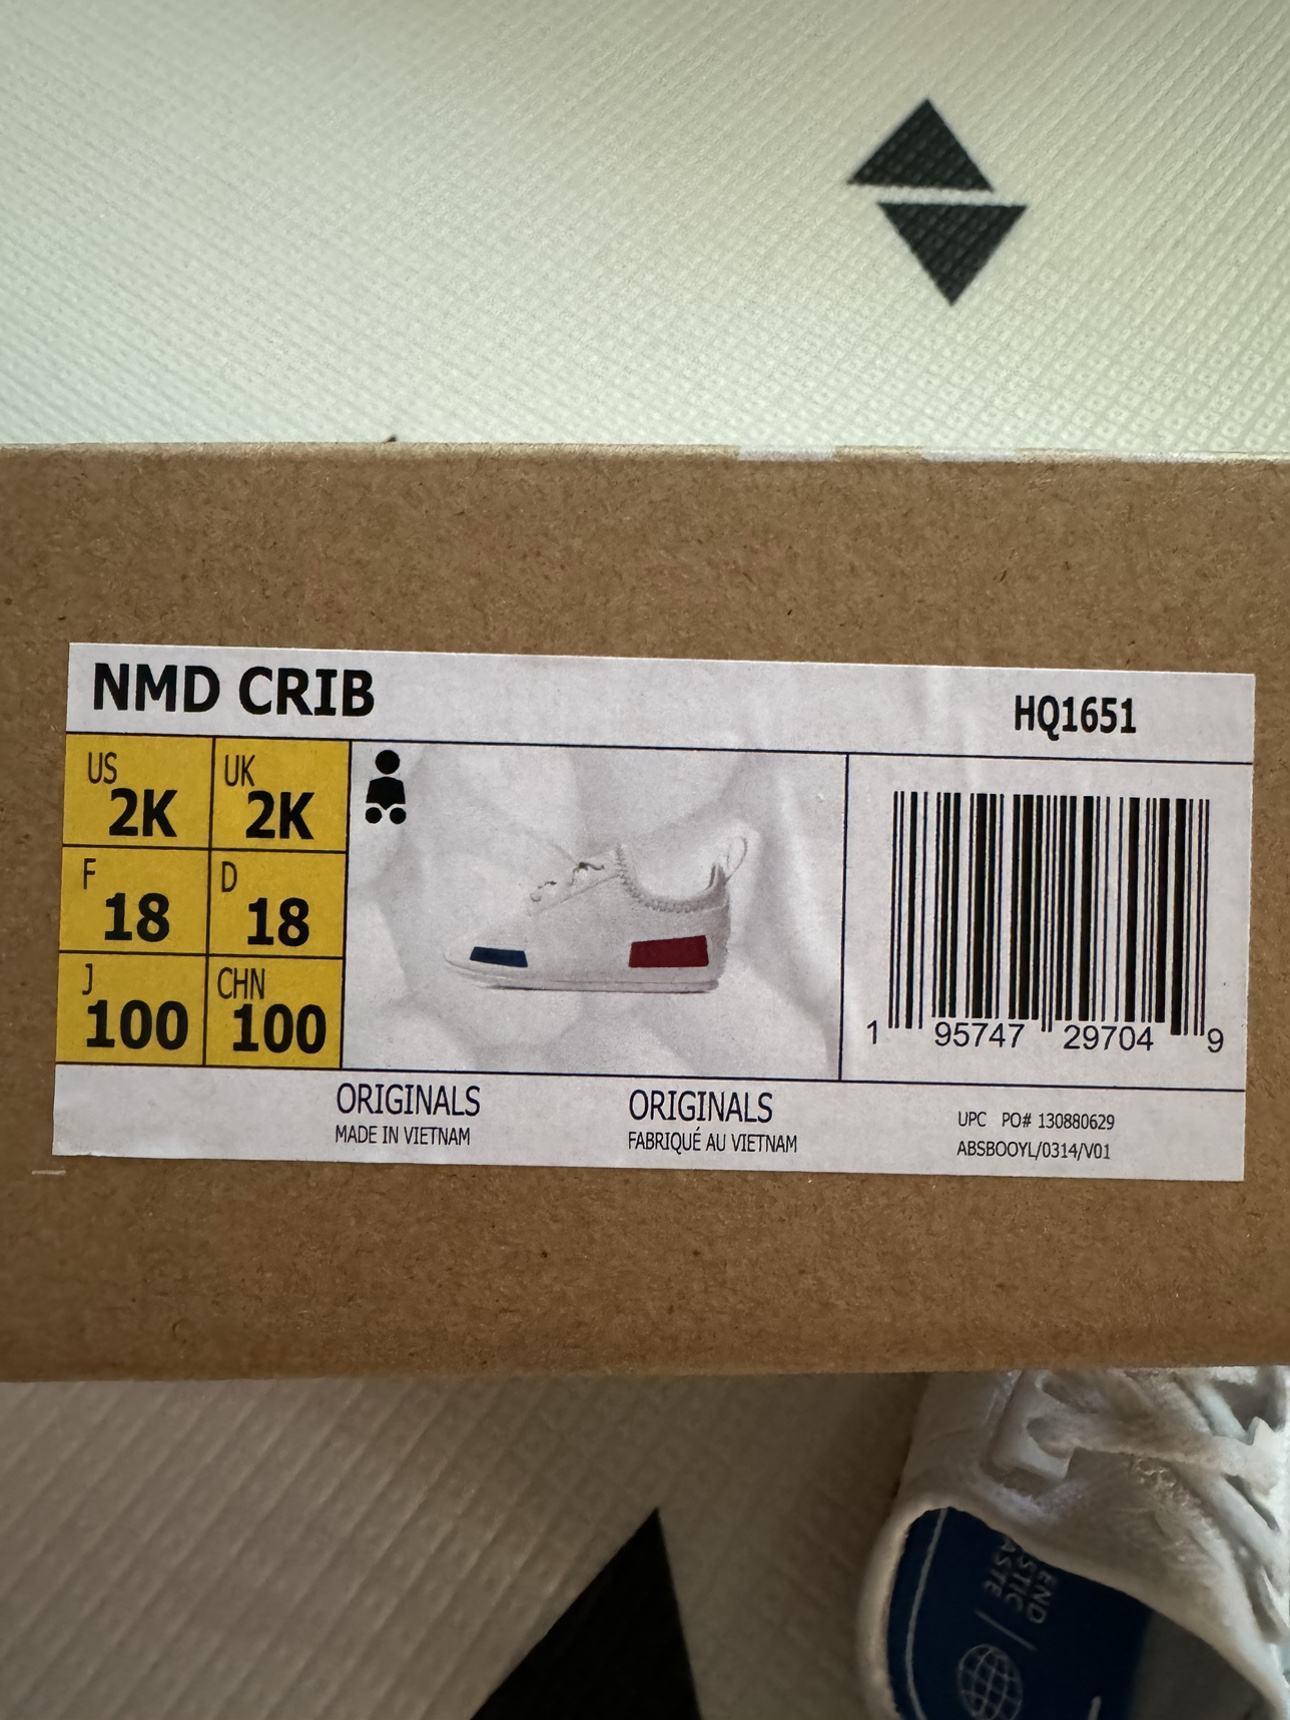 NMD CRIB
HQ1651
US
2K
UK
2K
F
18
D
18
J
100
CHN
100
1 95747 29704 9
ORIGINALS
MADE IN VIETNAM
ORIGINALS
FABRIQUÉ AU VIETNAM
UPC PO# 130880629
ABSBOOYL/0314/V01
END